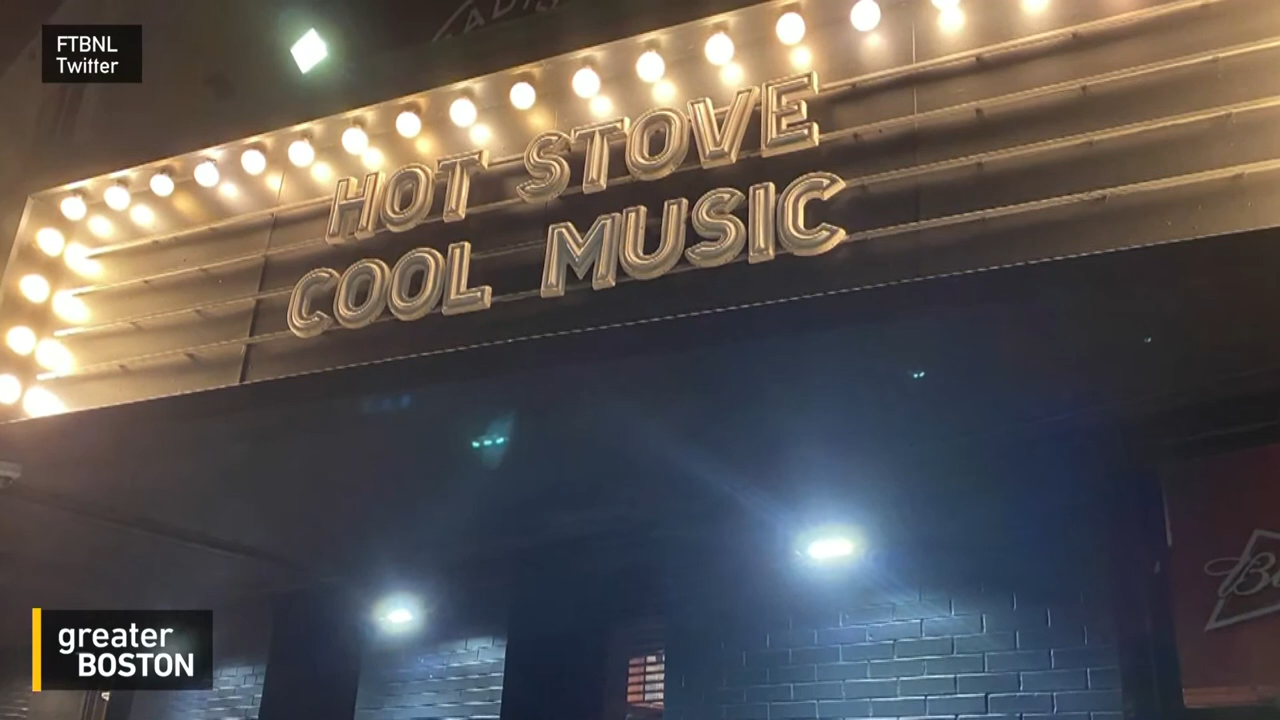 FTBNL
Twitter
HOT STOVE
COOL MUSIC
greater
BOSTON